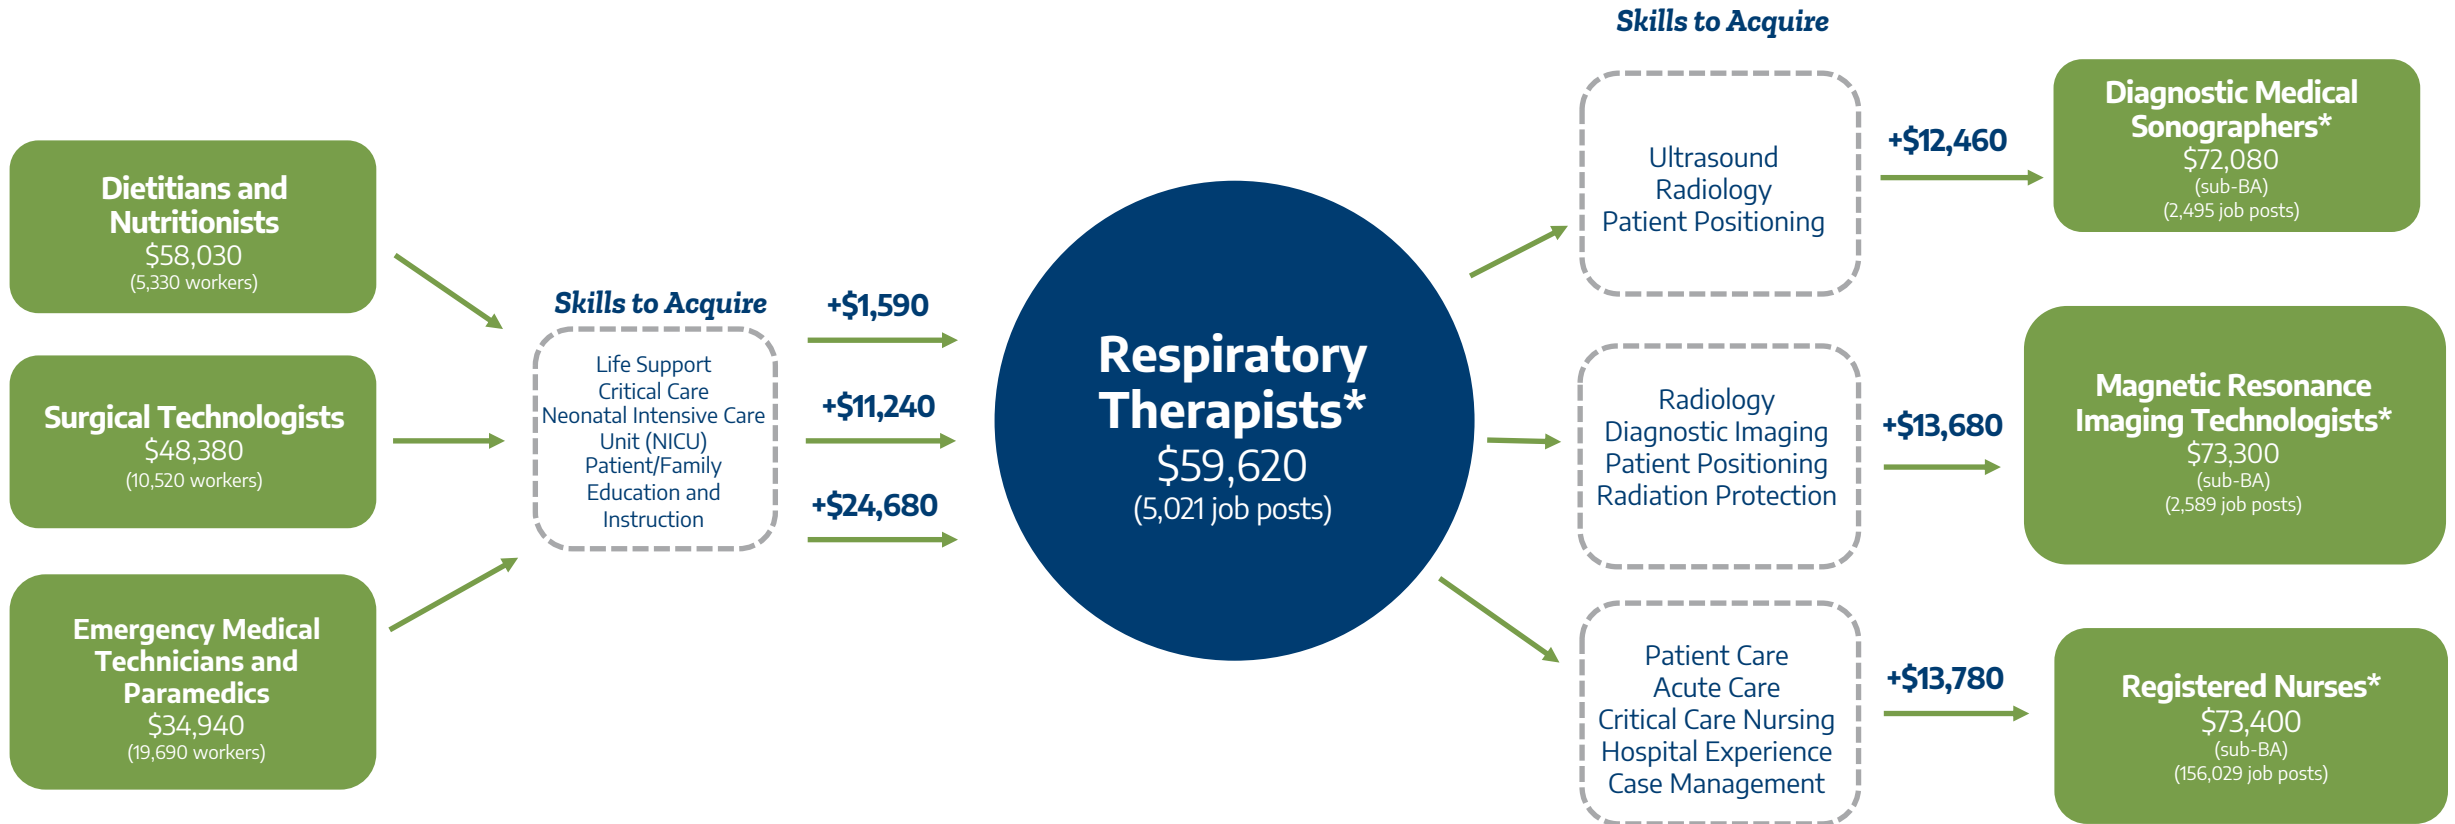 Dietitians and
Nutritionists
$58,030
(5,330 workers)
Surgical Technologists
$48,380
(10,520 workers)
Emergency Medical
Technicians and
Paramedics
$34,940
(19,690 workers)
Skills to Acquire
Life Support
Critical Care
Neonatal Intensive Care
Unit (NICU)
Patient/Family
Education and
Instruction
+$1,590
+$11,240
+$24,680
Respiratory
Therapists*
$59,620
(5,021 job posts)
Skills to Acquire
Ultrasound
Radiology
Patient Positioning
+$12,460
Diagnostic Medical
Sonographers*
$72,080
(sub-BA)
(2,495 job posts)
Radiology
Diagnostic Imaging
Patient Positioning
Radiation Protection
+$13,680
Magnetic Resonance
Imaging Technologists*
$73,300
(sub-BA)
(2,589 job posts)
Patient Care
Acute Care
Critical Care Nursing
Hospital Experience
Case Management
+$13,780
Registered Nurses*
$73,400
(sub-BA)
(156,029 job posts)